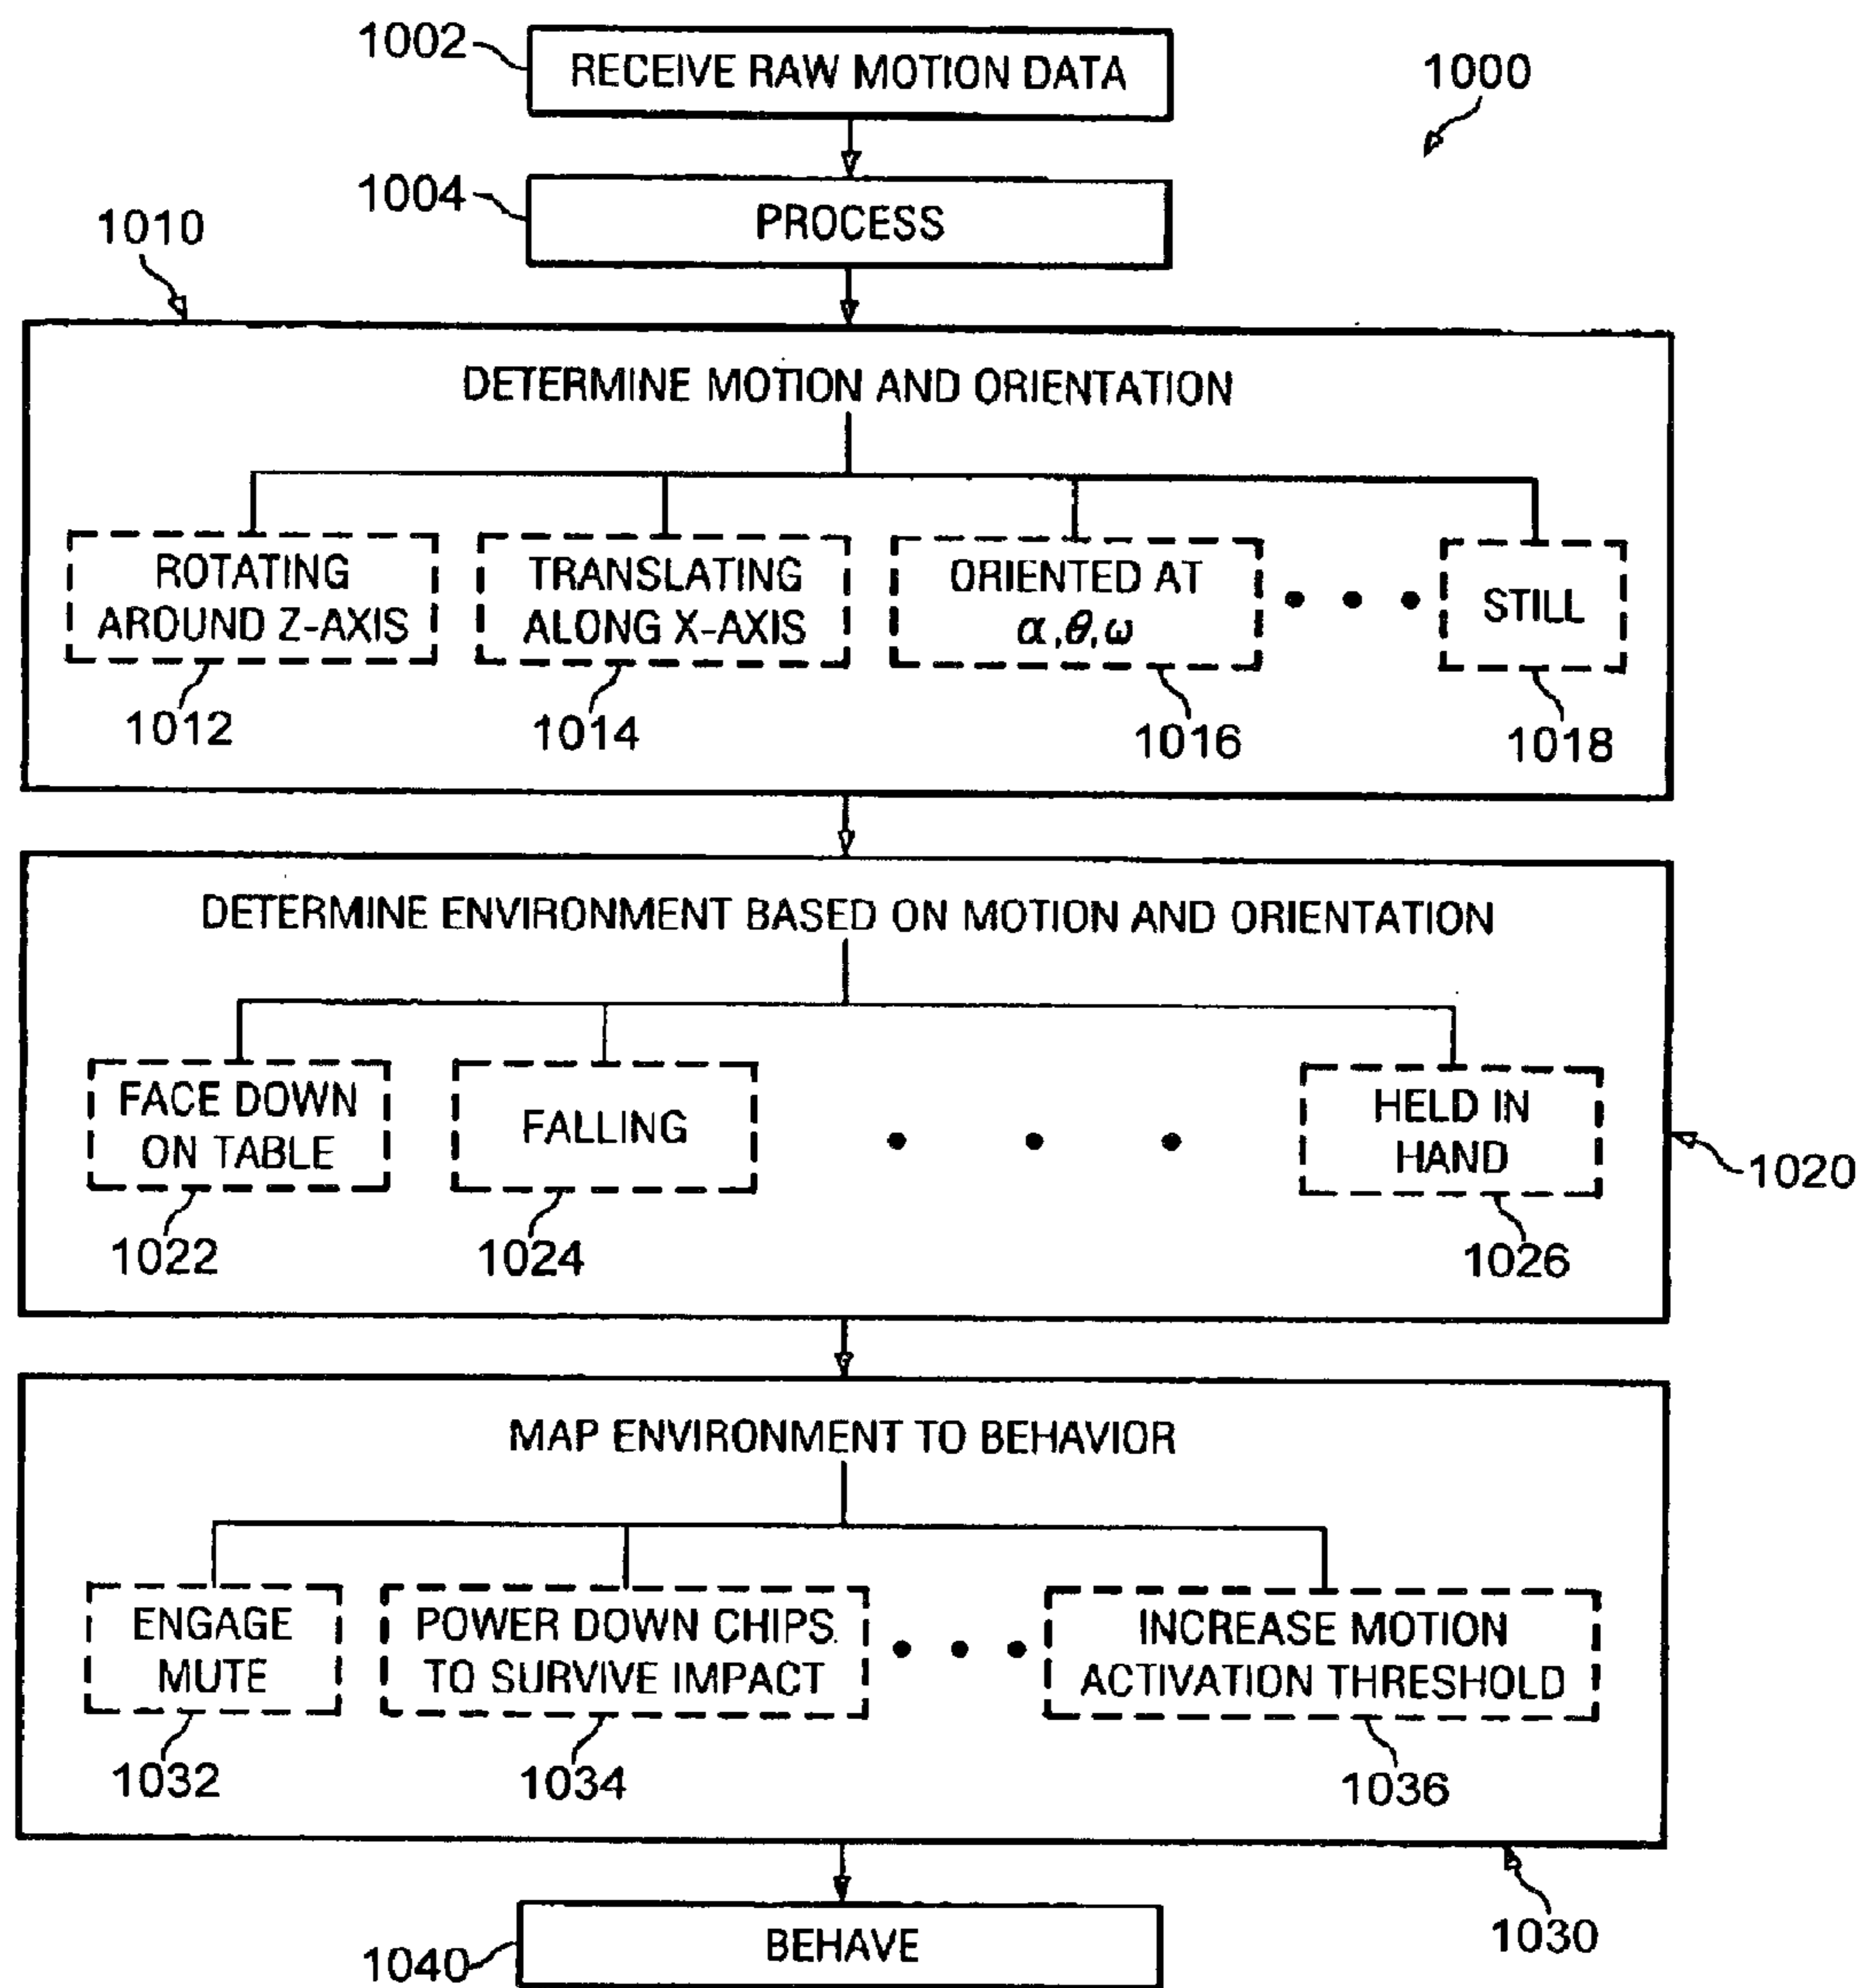 1002
RECEIVE RAW MOTION DATA
1000
1004
PROCESS
1010
DETERMINE MOTION AND ORIENTATION
ROTATING
AROUND Z-AXIS
TRANSLATING
ALONG X-AXIS
ORIENTED AT
α,θ,ω
STILL
1012
1014
1016
1018
DETERMINE ENVIRONMENT BASED ON MOTION AND ORIENTATION
FACE DOWN
ON TABLE
FALLING
HELD IN
HAND
1020
1022
1024
1026
MAP ENVIRONMENT TO BEHAVIOR
ENGAGE
MUTE
POWER DOWN CHIPS
TO SURVIVE IMPACT
INCREASE MOTION
ACTIVATION THRESHOLD
1032
1034
1036
1030
1040
BEHAVE